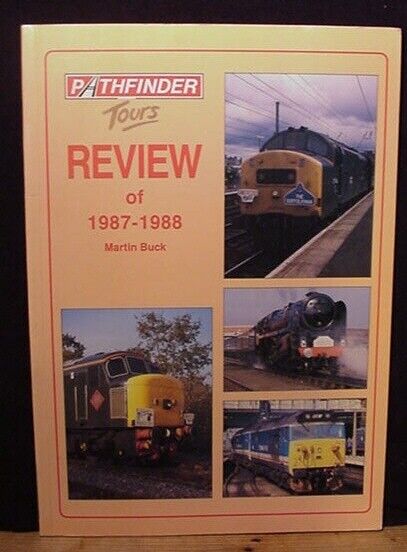 PATHFINDER
Tours
REVIEW
of
1987-1988
Martin Buck